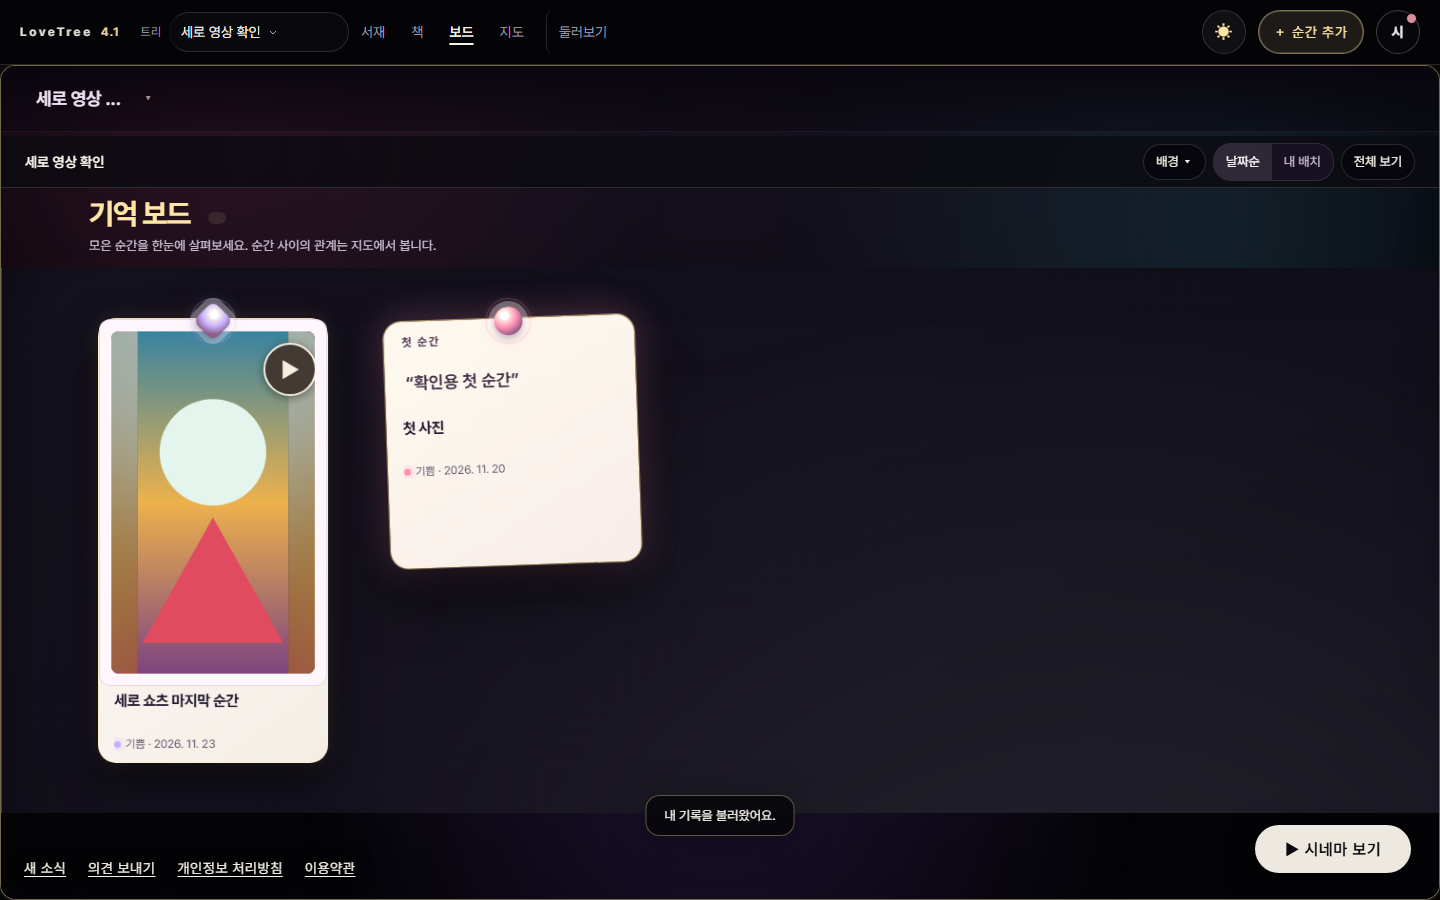 LoveTree 4.1 트리 세로 영상 확인 서재 책 보드 지도 둘러보기 + 순간 추가 시
세로 영상 ...
세로 영상 확인 배경 날짜순 내 배치 전체 보기
기억 보드
모은 순간을 한눈에 살펴보세요. 순간 사이의 관계는 지도에서 봅니다.
세로 쇼츠 마지막 순간
기쁨 · 2026. 11. 23
첫 순간
“확인용 첫 순간”
첫 사진
기쁨 · 2026. 11. 20
내 기록을 불러왔어요.
새 소식 의견 보내기 개인정보 처리방침 이용약관
▶ 시네마 보기